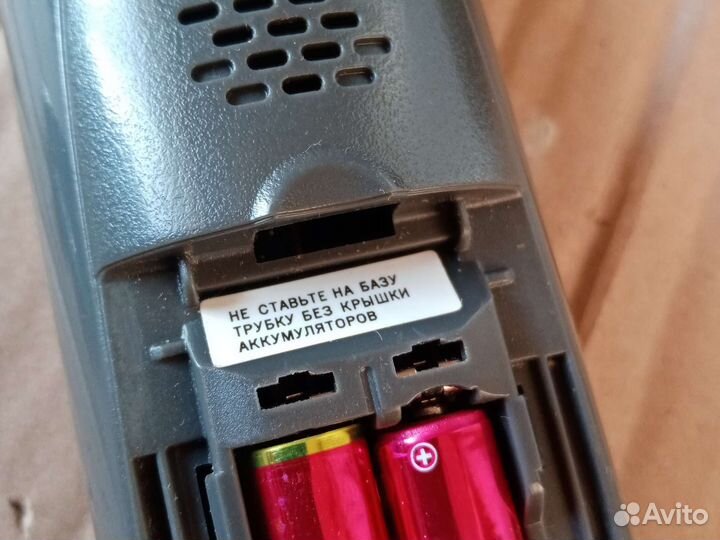 НЕ СТАВЬТЕ НА БАЗУ
ТРУБКУ БЕЗ КРЫШКИ
АККУМУЛЯТОРОВ
Avito